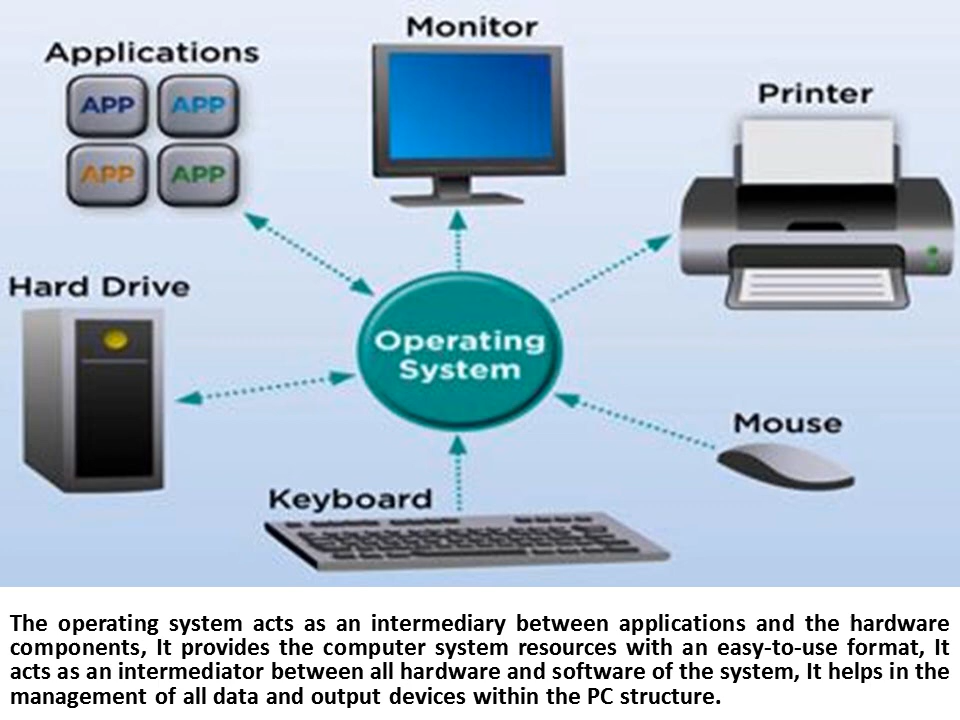 Monitor
Applications
APP APP
APP APP
Printer
Hard Drive
Operating
System
Mouse
Keyboard
The operating system acts as an intermediary between applications and the hardware
components, It provides the computer system resources with an easy-to-use format, It
acts as an intermediator between all hardware and software of the system, It helps in the
management of all data and output devices within the PC structure.